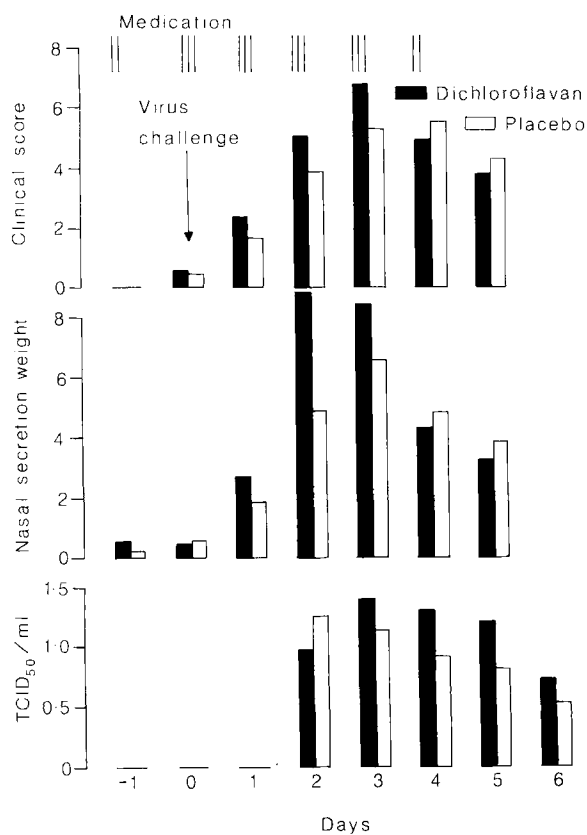 Medication
8
6
4
2
0
Clinical score
Virus
challenge
Dichloroflavan
Placebo
8
6
4
2
0
Nasal secretion weight
1·5
1·0
0·5
0
TCID50/ml
-1 0 1 2 3 4 5 6
Days